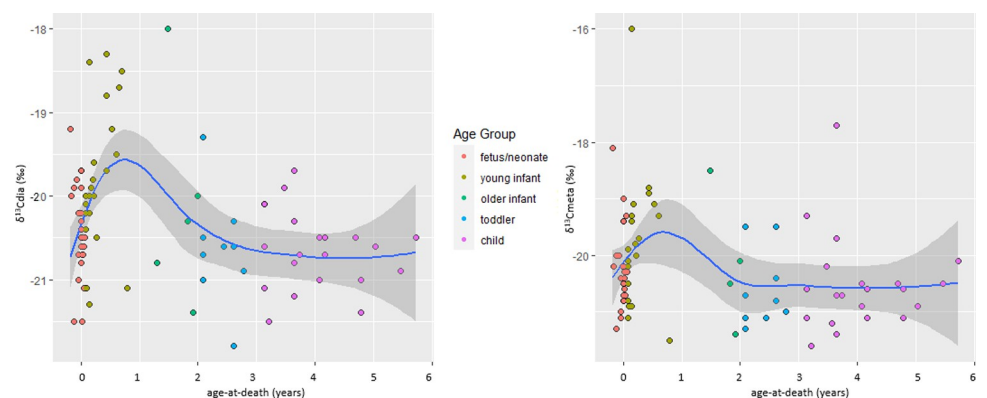 -18
-19
-20
-21
δ¹³Cdia (‰)
0 1 2 3 4 5 6
age-at-death (years)
Age Group
fetus/neonate
young infant
older infant
toddler
child
-16
-18
-20
δ¹³Cmeta (‰)
0 1 2 3 4 5 6
age-at-death (years)